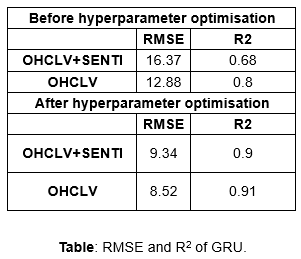 Before hyperparameter optimisation
RMSE R2
OHCLV+SENTI 16.37 0.68
OHCLV 12.88 0.8
After hyperparameter optimisation
RMSE R2
OHCLV+SENTI 9.34 0.9
OHCLV 8.52 0.91
Table: RMSE and R² of GRU.